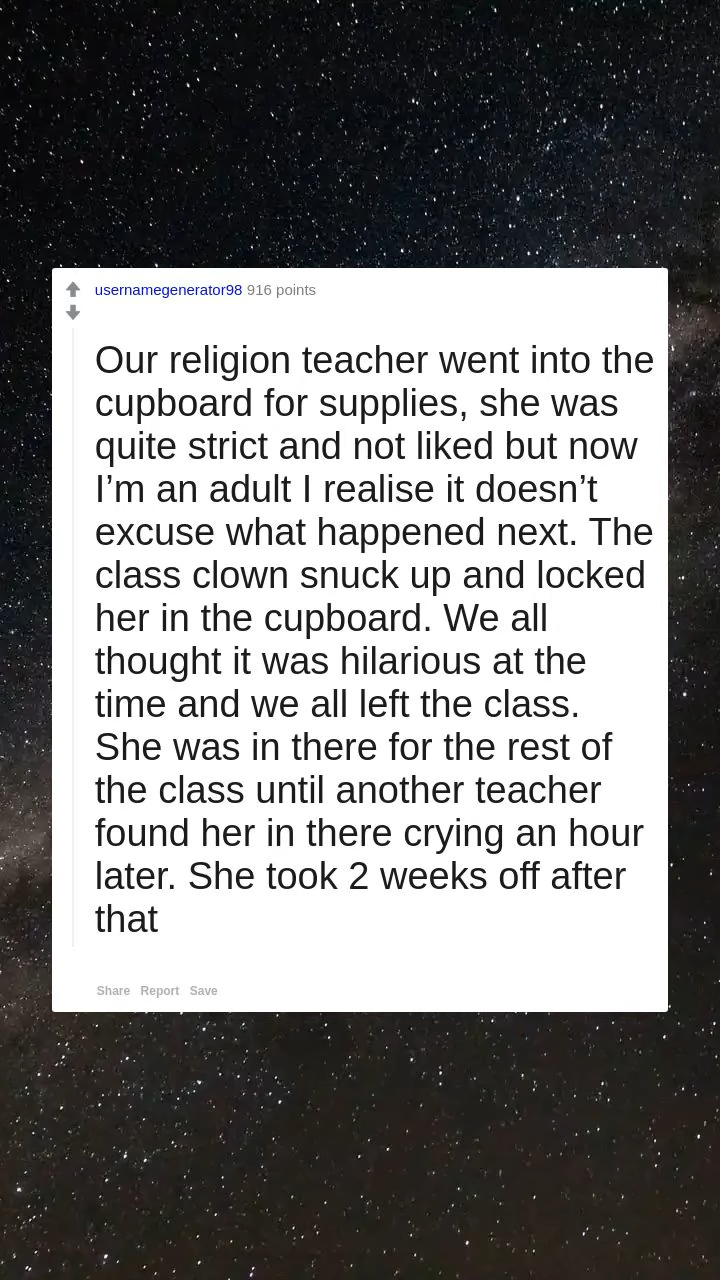 usernamegenerator98 916 points
Our religion teacher went into the
cupboard for supplies, she was
quite strict and not liked but now
I’m an adult I realise it doesn’t
excuse what happened next. The
class clown snuck up and locked
her in the cupboard. We all
thought it was hilarious at the
time and we all left the class.
She was in there for the rest of
the class until another teacher
found her in there crying an hour
later. She took 2 weeks off after
that
Share Report Save